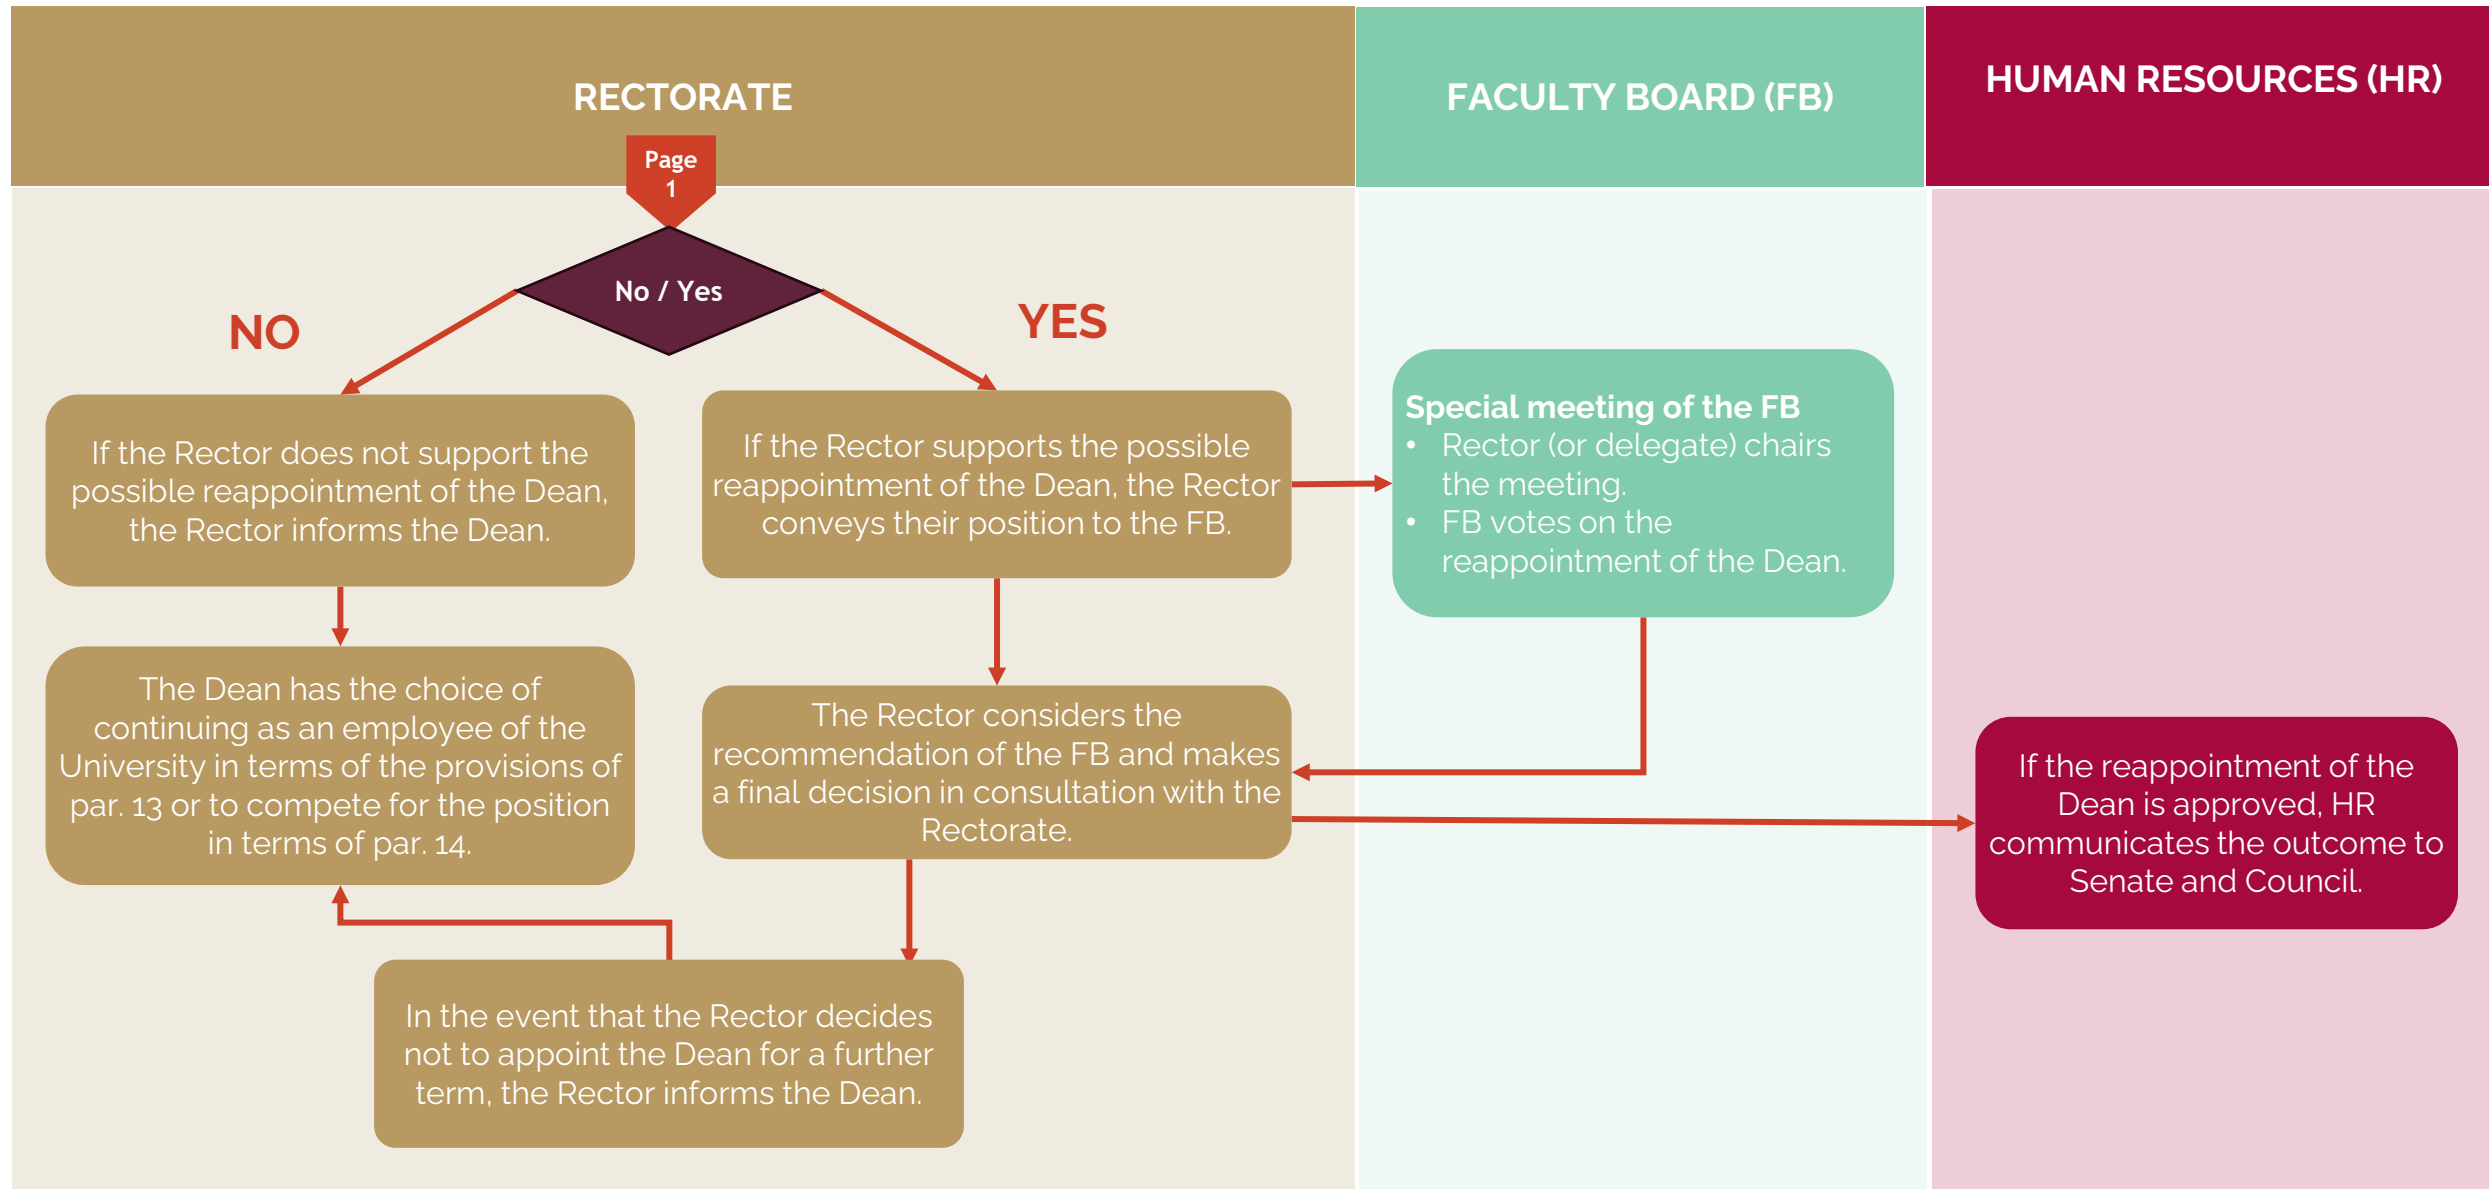 RECTORATE
FACULTY BOARD (FB)
HUMAN RESOURCES (HR)
Page
1
No / Yes
NO
YES
If the Rector does not support the
possible reappointment of the Dean,
the Rector informs the Dean.
If the Rector supports the possible
reappointment of the Dean, the Rector
conveys their position to the FB.
Special meeting of the FB
• Rector (or delegate) chairs
the meeting.
• FB votes on the
reappointment of the Dean.
The Dean has the choice of
continuing as an employee of the
University in terms of the provisions of
par. 13 or to compete for the position
in terms of par. 14.
The Rector considers the
recommendation of the FB and makes
a final decision in consultation with the
Rectorate.
If the reappointment of the
Dean is approved, HR
communicates the outcome to
Senate and Council.
In the event that the Rector decides
not to appoint the Dean for a further
term, the Rector informs the Dean.